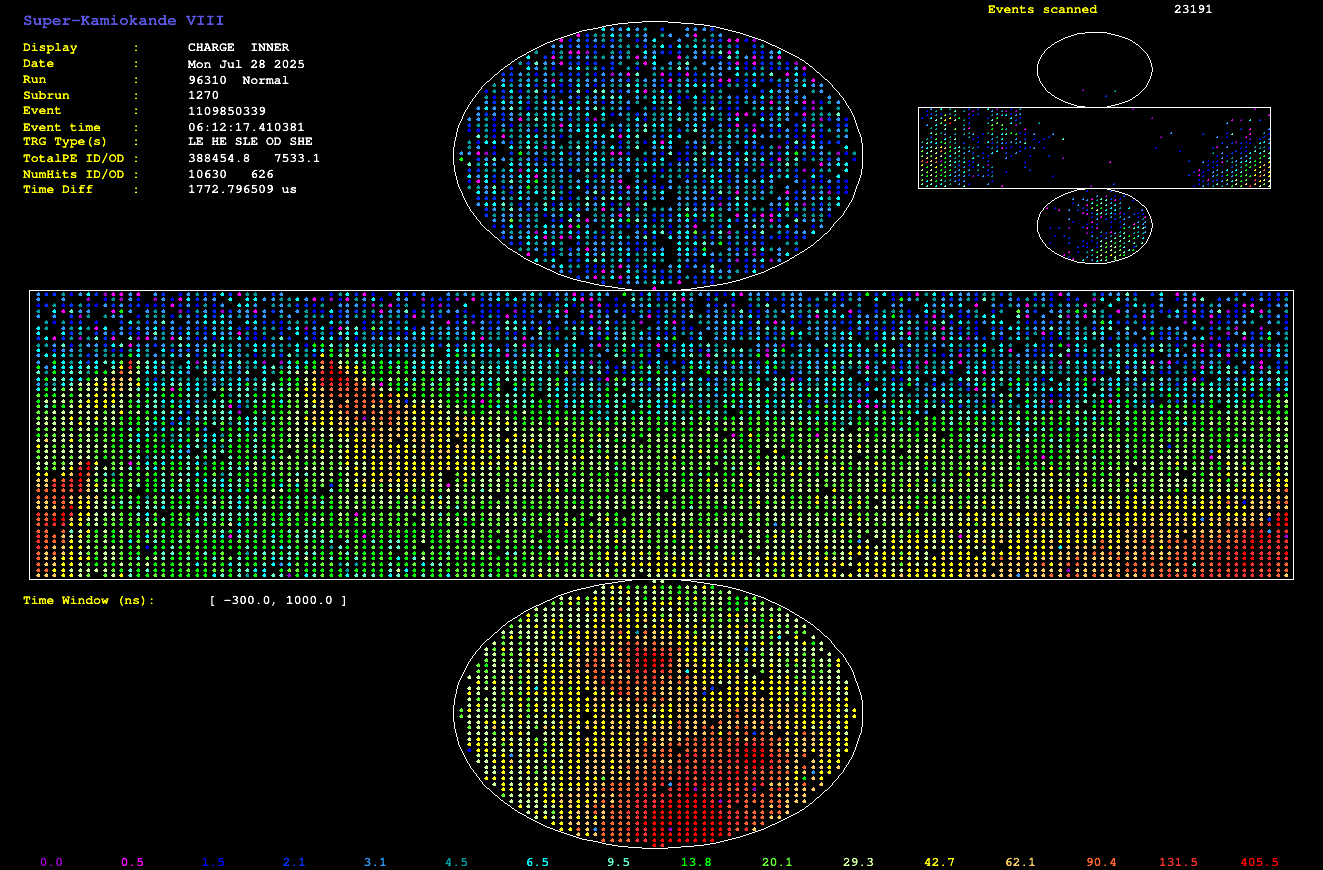 Super-Kamiokande VIII
Display : CHARGE INNER
Date : Mon Jul 28 2025
Run : 96310 Normal
Subrun : 1270
Event : 1109850339
Event time : 06:12:17.410381
TRG Type(s) : LE HE SLE OD SHE
TotalPE ID/OD : 388454.8 7533.1
NumHits ID/OD : 10630 626
Time Diff : 1772.796509 us
Events scanned 23191
Time Window (ns): [ -300.0, 1000.0 ]
0.0 0.5 1.5 2.1 3.1 4.5 6.5 9.5 13.8 20.1 29.3 42.7 62.1 90.4 131.5 405.5